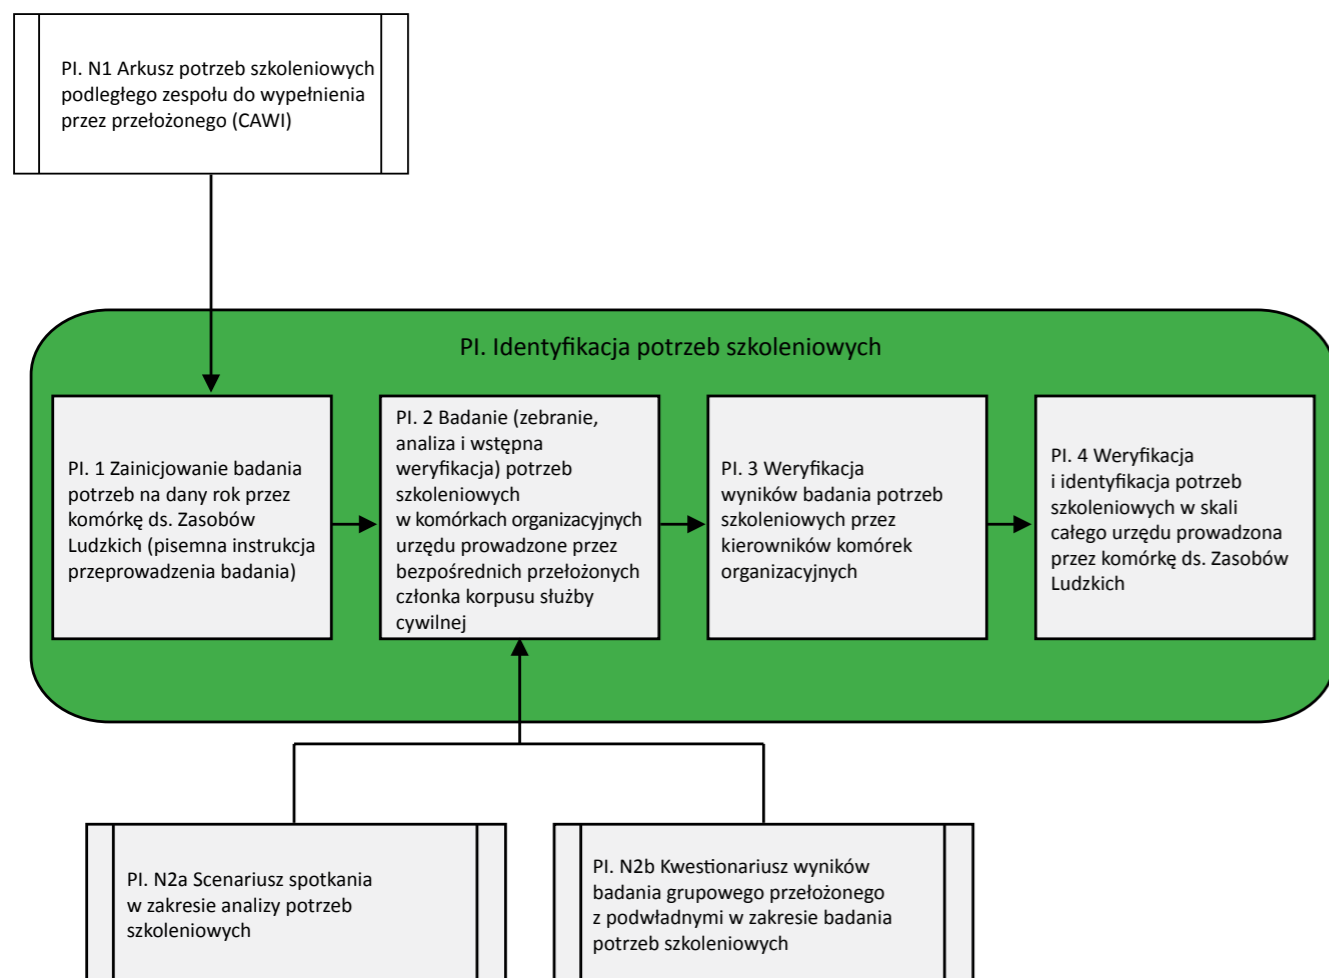 PI. N1 Arkusz potrzeb szkoleniowych
podległego zespołu do wypełnienia
przez przełożonego (CAWI)
PI. Identyfikacja potrzeb szkoleniowych
PI. 1 Zainicjowanie badania
potrzeb na dany rok przez
komórkę ds. Zasobów
Ludzkich (pisemna instrukcja
przeprowadzenia badania)
PI. 2 Badanie (zebranie,
analiza i wstępna
weryfikacja) potrzeb
szkoleniowych
w komórkach organizacyjnych
urzędu prowadzone przez
bezpośrednich przełożonych
członka korpusu służby
cywilnej
PI. 3 Weryfikacja
wyników badania potrzeb
szkoleniowych przez
kierowników komórek
organizacyjnych
PI. 4 Weryfikacja
i identyfikacja potrzeb
szkoleniowych w skali
całego urzędu prowadzona
przez komórkę ds. Zasobów
Ludzkich
PI. N2a Scenariusz spotkania
w zakresie analizy potrzeb
szkoleniowych
PI. N2b Kwestionariusz wyników
badania grupowego przełożonego
z podwładnymi w zakresie badania
potrzeb szkoleniowych